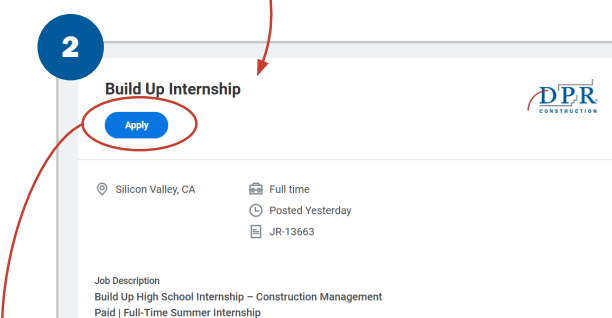 2
Build Up Internship
DPR
CONSTRUCTION
Apply
Silicon Valley, CA
Full time
Posted Yesterday
JR-13663
Job Description
Build Up High School Internship – Construction Management
Paid | Full-Time Summer Internship